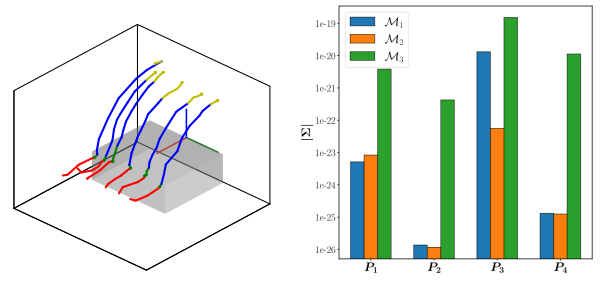 1e-19
1e-20
1e-21
1e-22
1e-23
1e-24
1e-25
1e-26
|Σ|
ℳ₁
ℳ₂
ℳ₃
P₁ P₂ P₃ P₄